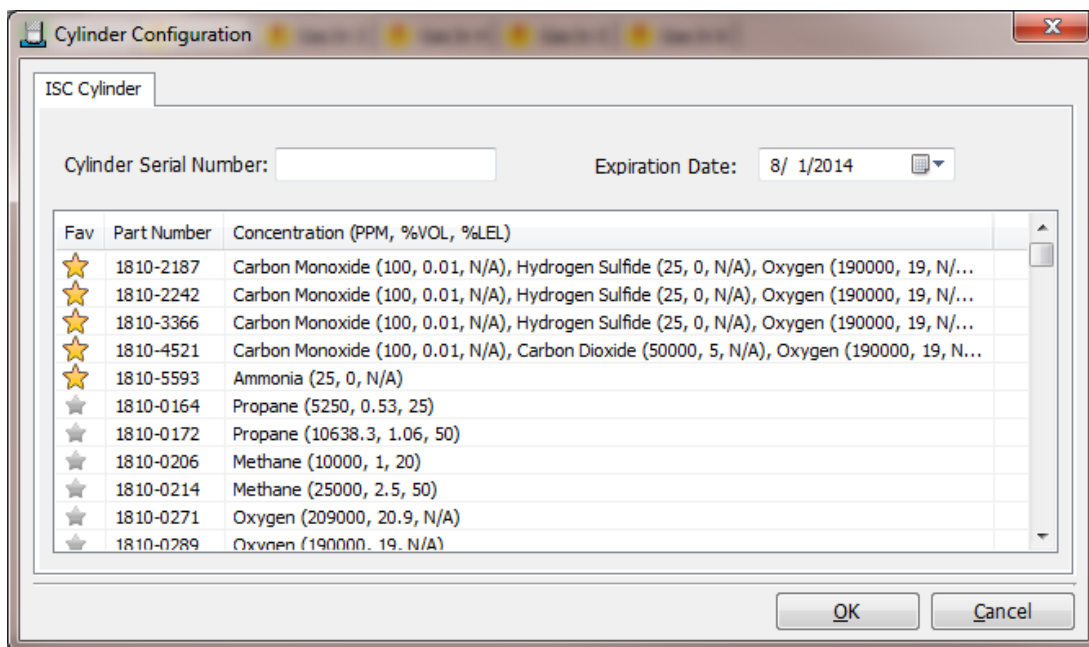 Cylinder Configuration
ISC Cylinder
Cylinder Serial Number:
Expiration Date: 8/ 1/2014
Fav Part Number Concentration (PPM, %VOL, %LEL)
1810-2187 Carbon Monoxide (100, 0.01, N/A), Hydrogen Sulfide (25, 0, N/A), Oxygen (190000, 19, N/...
1810-2242 Carbon Monoxide (100, 0.01, N/A), Hydrogen Sulfide (25, 0, N/A), Oxygen (190000, 19, N/...
1810-3366 Carbon Monoxide (100, 0.01, N/A), Hydrogen Sulfide (25, 0, N/A), Oxygen (190000, 19, N/...
1810-4521 Carbon Monoxide (100, 0.01, N/A), Carbon Dioxide (50000, 5, N/A), Oxygen (190000, 19, N...
1810-5593 Ammonia (25, 0, N/A)
1810-0164 Propane (5250, 0.53, 25)
1810-0172 Propane (10638.3, 1.06, 50)
1810-0206 Methane (10000, 1, 20)
1810-0214 Methane (25000, 2.5, 50)
1810-0271 Oxygen (209000, 20.9, N/A)
1810-0289 Oxygen (190000, 19, N/A)
OK Cancel